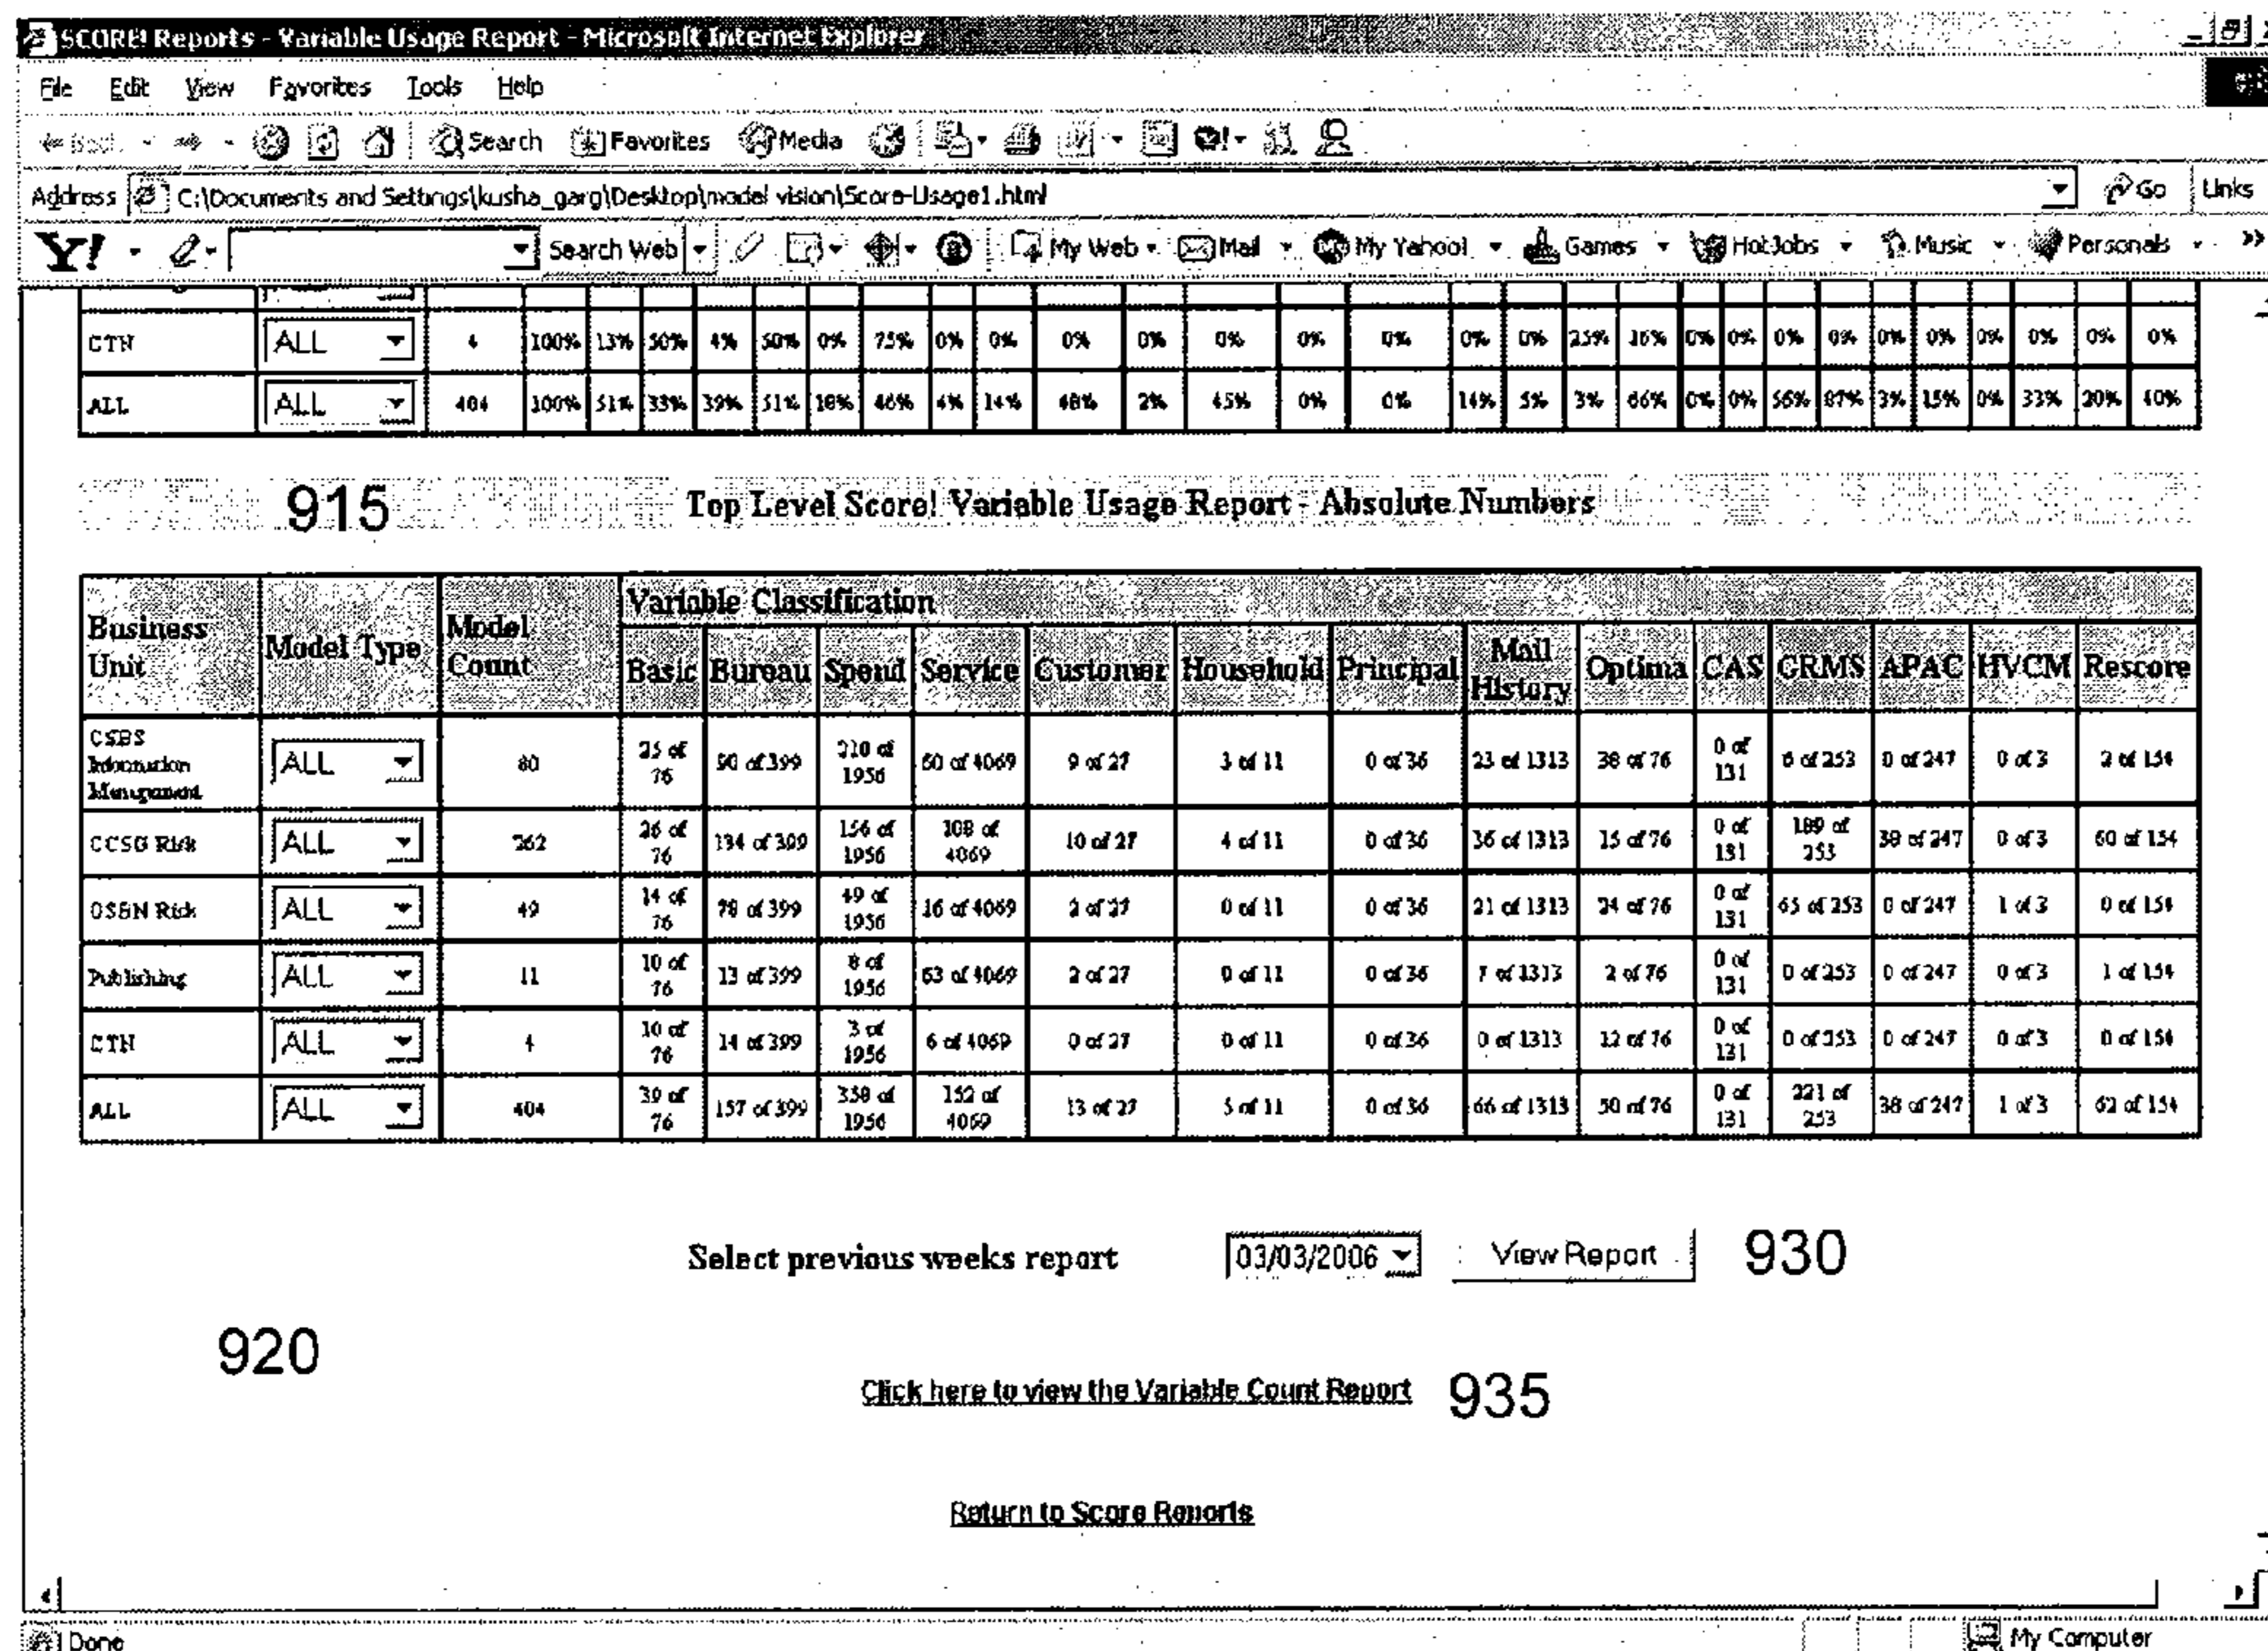 SCORE! Reports - Variable Usage Report - Microsoft Internet Explorer
File Edit View Favorites Tools Help
Back Search Favorites Media
Address C:\Documents and Settings\kusha_garg\Desktop\model vision\Score-Usage1.html Go Links
Y! Search Web My Web Mail My Yahoo! Games HotJobs Music Personals »
CTN ALL 4 100% 13% 50% 4% 50% 0% 75% 0% 0% 0% 0% 0% 0% 0% 0% 0% 25% 16% 0% 0% 0% 0% 0% 0% 0% 0% 0% 0%
ALL ALL 404 100% 51% 33% 39% 51% 18% 46% 4% 14% 48% 2% 45% 0% 0% 14% 5% 3% 66% 0% 0% 56% 87% 3% 15% 0% 33% 20% 40%
915 Top Level Score! Variable Usage Report - Absolute Numbers
Business Unit Model Type Model Count Variable Classification
Basic Bureau Spend Service Customer Household Principal Mail History Optima CAS GRMS APAC HVCM Rescore
CSBS Information Management ALL 80 25 of 76 90 of 399 210 of 1956 60 of 4069 9 of 27 3 of 11 0 of 36 23 of 1313 38 of 76 0 of 131 6 of 253 0 of 247 0 of 3 2 of 154
CCSG Risk ALL 262 26 of 76 134 of 399 156 of 1956 108 of 4069 10 of 27 4 of 11 0 of 36 36 of 1313 15 of 76 0 of 131 189 of 253 38 of 247 0 of 3 60 of 154
OSBN Risk ALL 49 14 of 76 78 of 399 49 of 1956 16 of 4069 2 of 27 0 of 11 0 of 36 21 of 1313 24 of 76 0 of 131 65 of 253 0 of 247 1 of 3 0 of 154
Publishing ALL 11 10 of 76 13 of 399 8 of 1956 63 of 4069 2 of 27 0 of 11 0 of 36 7 of 1313 2 of 76 0 of 131 0 of 253 0 of 247 0 of 3 1 of 154
CTN ALL 4 10 of 76 14 of 399 3 of 1956 6 of 4069 0 of 27 0 of 11 0 of 36 0 of 1313 12 of 76 0 of 131 0 of 253 0 of 247 0 of 3 0 of 154
ALL ALL 404 39 of 76 157 of 399 358 of 1956 152 of 4069 13 of 27 5 of 11 0 of 36 66 of 1313 50 of 76 0 of 131 221 of 253 38 of 247 1 of 3 62 of 154
Select previous weeks report 03/03/2006 View Report 930
920
Click here to view the Variable Count Report 935
Return to Score Reports
Done My Computer